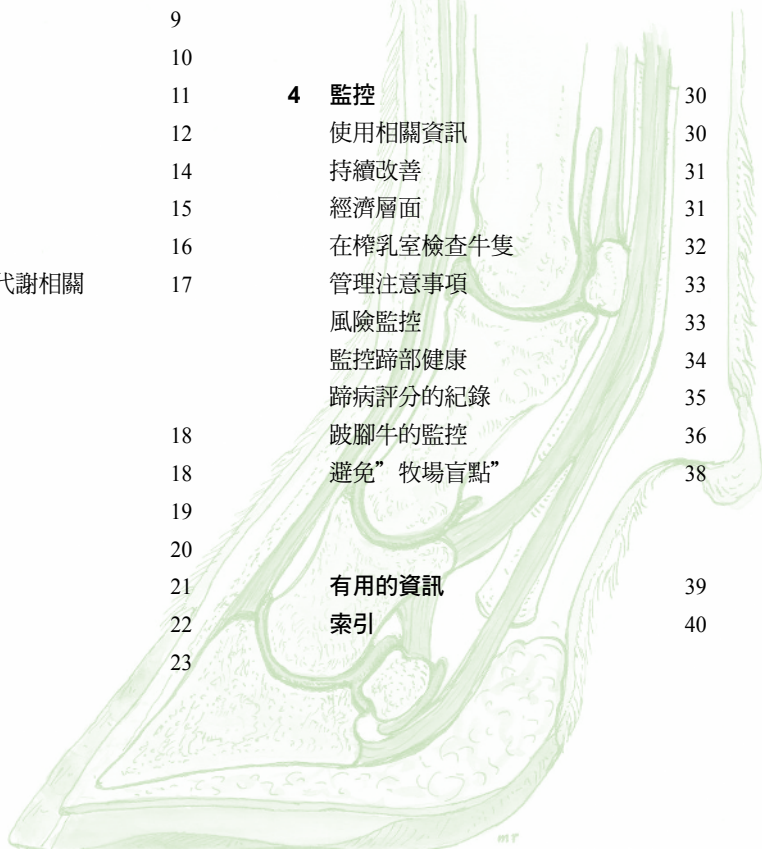 9
10
11
12
14
15
16
代謝相關 17
18
18
19
20
21
22
23
4 監控 30
使用相關資訊 30
持續改善 31
經濟層面 31
在榨乳室檢查牛隻 32
管理注意事項 33
風險監控 33
監控蹄部健康 34
蹄病評分的紀錄 35
跛腳牛的監控 36
避免”牧場盲點” 38
有用的資訊 39
索引 40